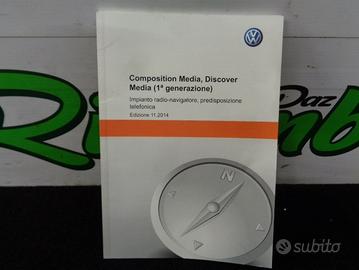 Composition Media, Discover
Media (1ª generazione)
Impianto radio-navigatore, predisposizione
telefonica
Edizione 11.2014
N
subito